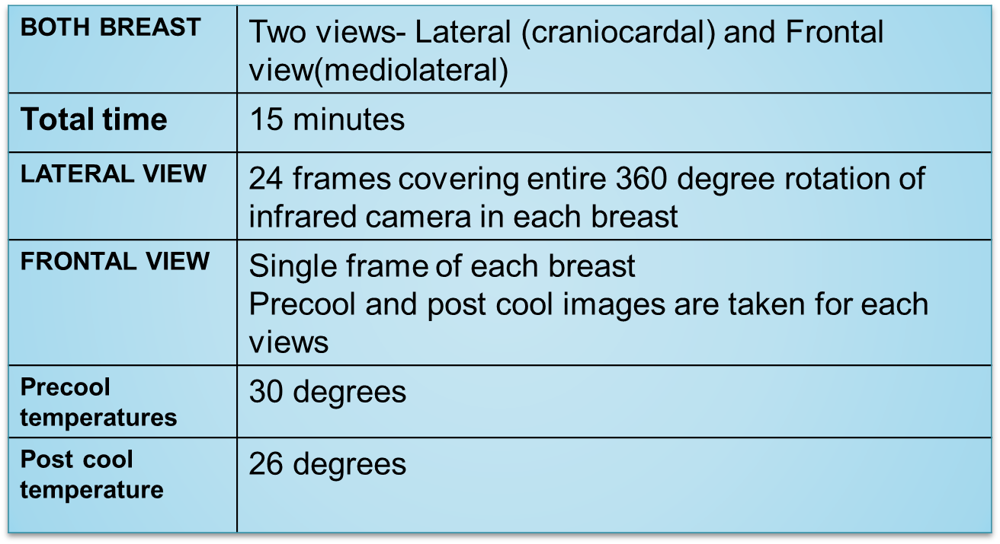 BOTH BREAST
Two views- Lateral (craniocardal) and Frontal
view(mediolateral)
Total time
15 minutes
LATERAL VIEW
24 frames covering entire 360 degree rotation of
infrared camera in each breast
FRONTAL VIEW
Single frame of each breast
Precool and post cool images are taken for each
views
Precool
temperatures
30 degrees
Post cool
temperature
26 degrees